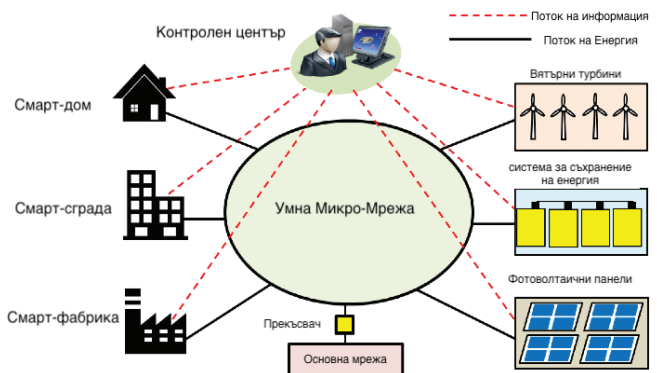 Контролен център
Поток на информация
Поток на Енергия
Смарт-дом
Вятърни турбини
Смарт-сграда
Умна Микро-Мрежа
система за съхранение
на енергия
Смарт-фабрика
Фотоволтаични панели
Прекъсвач
Основна мрежа